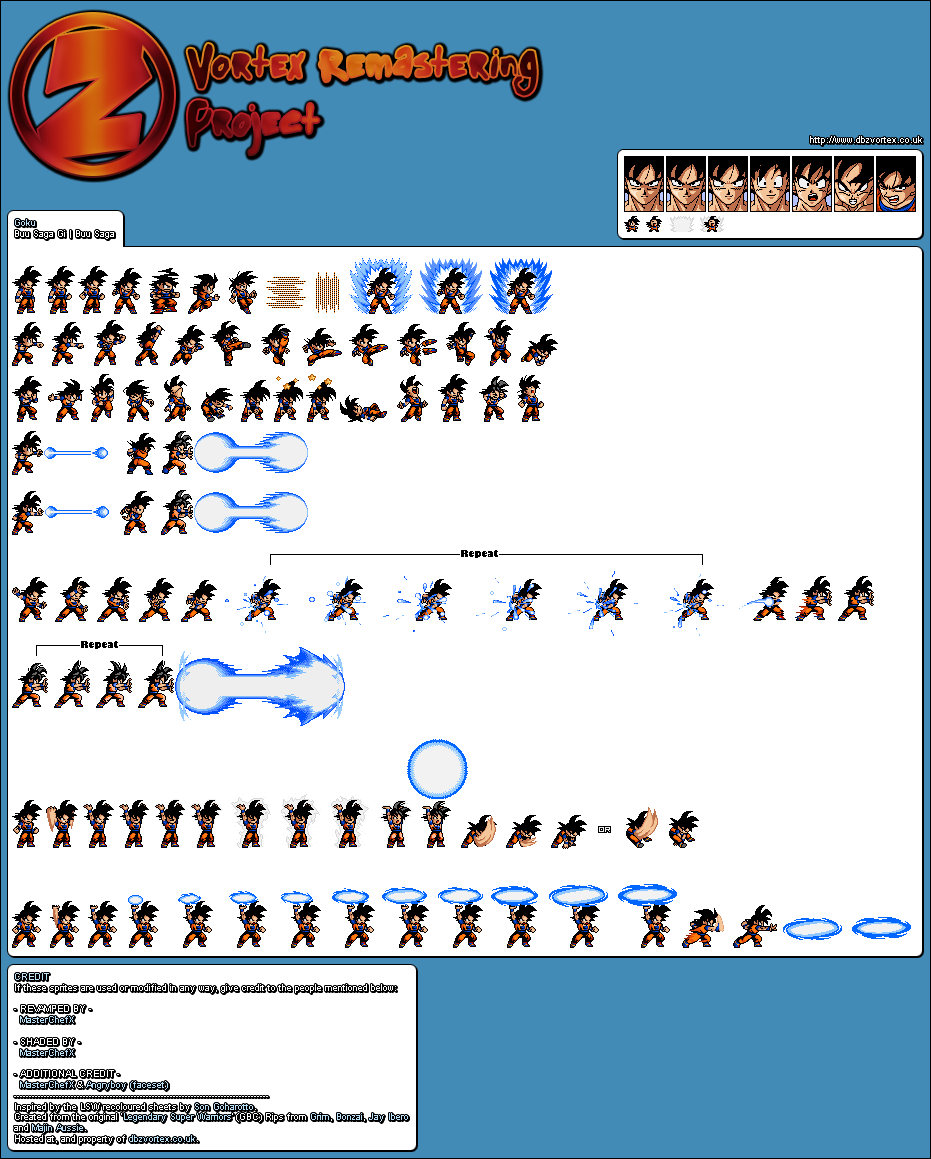 Z
Vortex Remastering
Project
http://www.dbzvortex.co.uk
Goku
Buu Saga Gi | Buu Saga
Repeat
Repeat
OR
CREDIT
If these sprites are used or modified in any way, give credit to the people mentioned below:
- REVAMPED BY -
MasterChefX
- SHADED BY -
MasterChefX
- ADDITIONAL CREDIT -
MasterChefX & Angryboy (faceset)
Inspired by the LSW recoloured sheets by Son Goharotto.
Created from the original "Legendary Super Warriors" (GBC) Rips from Grim, Bonzai, Jay Ibero
and Majin Aussie.
Hosted at, and property of dbzvortex.co.uk.